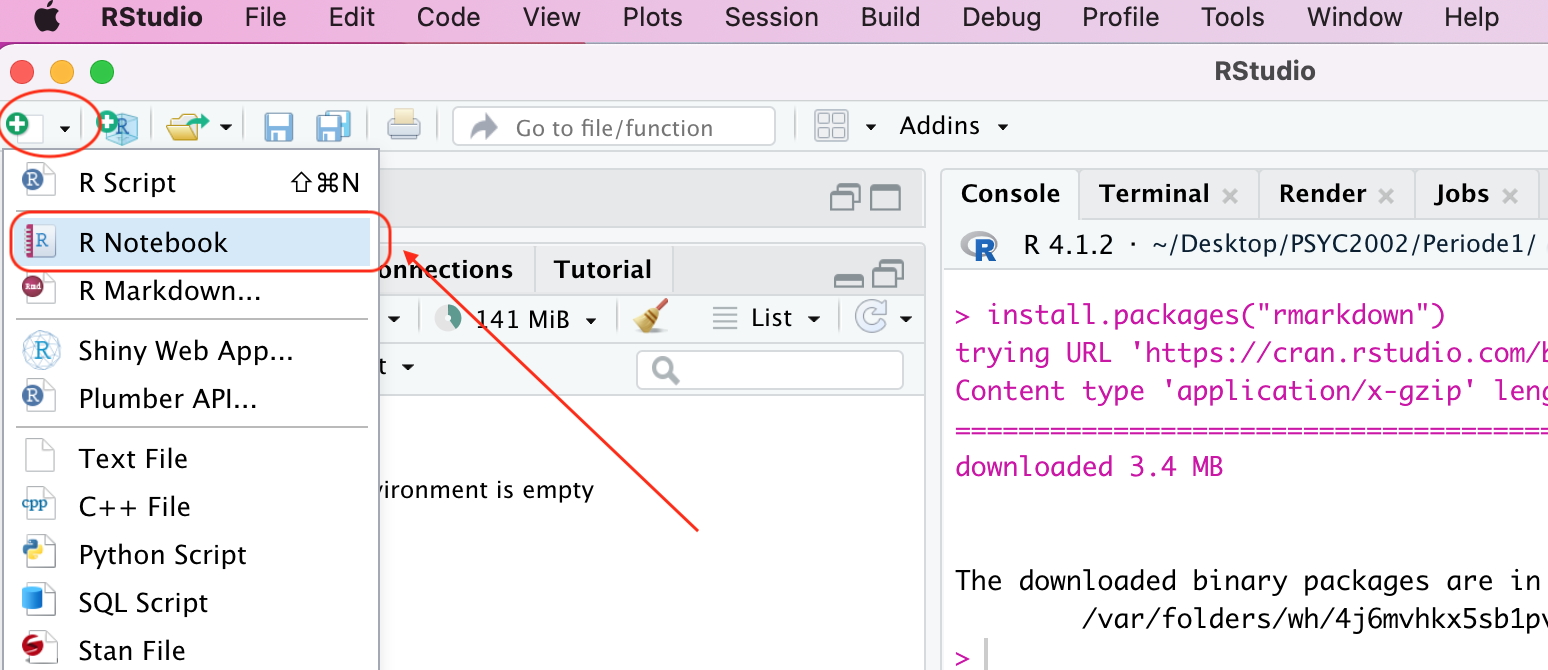 RStudio File Edit Code View Plots Session Build Debug Profile Tools Window Help
RStudio
Go to file/function
Addins
R Script ⇧⌘N
R Notebook
R Markdown...
Shiny Web App...
Plumber API...
Text File
C++ File
Python Script
SQL Script
Stan File
onnections Tutorial
141 MiB List
t
vironment is empty
Console Terminal Render Jobs
R 4.1.2 · ~/Desktop/PSYC2002/Periode1/
> install.packages("rmarkdown")
trying URL 'https://cran.rstudio.com/b
Content type 'application/x-gzip' leng
=====================================
downloaded 3.4 MB
The downloaded binary packages are in
/var/folders/wh/4j6mvhkx5sb1pv
>